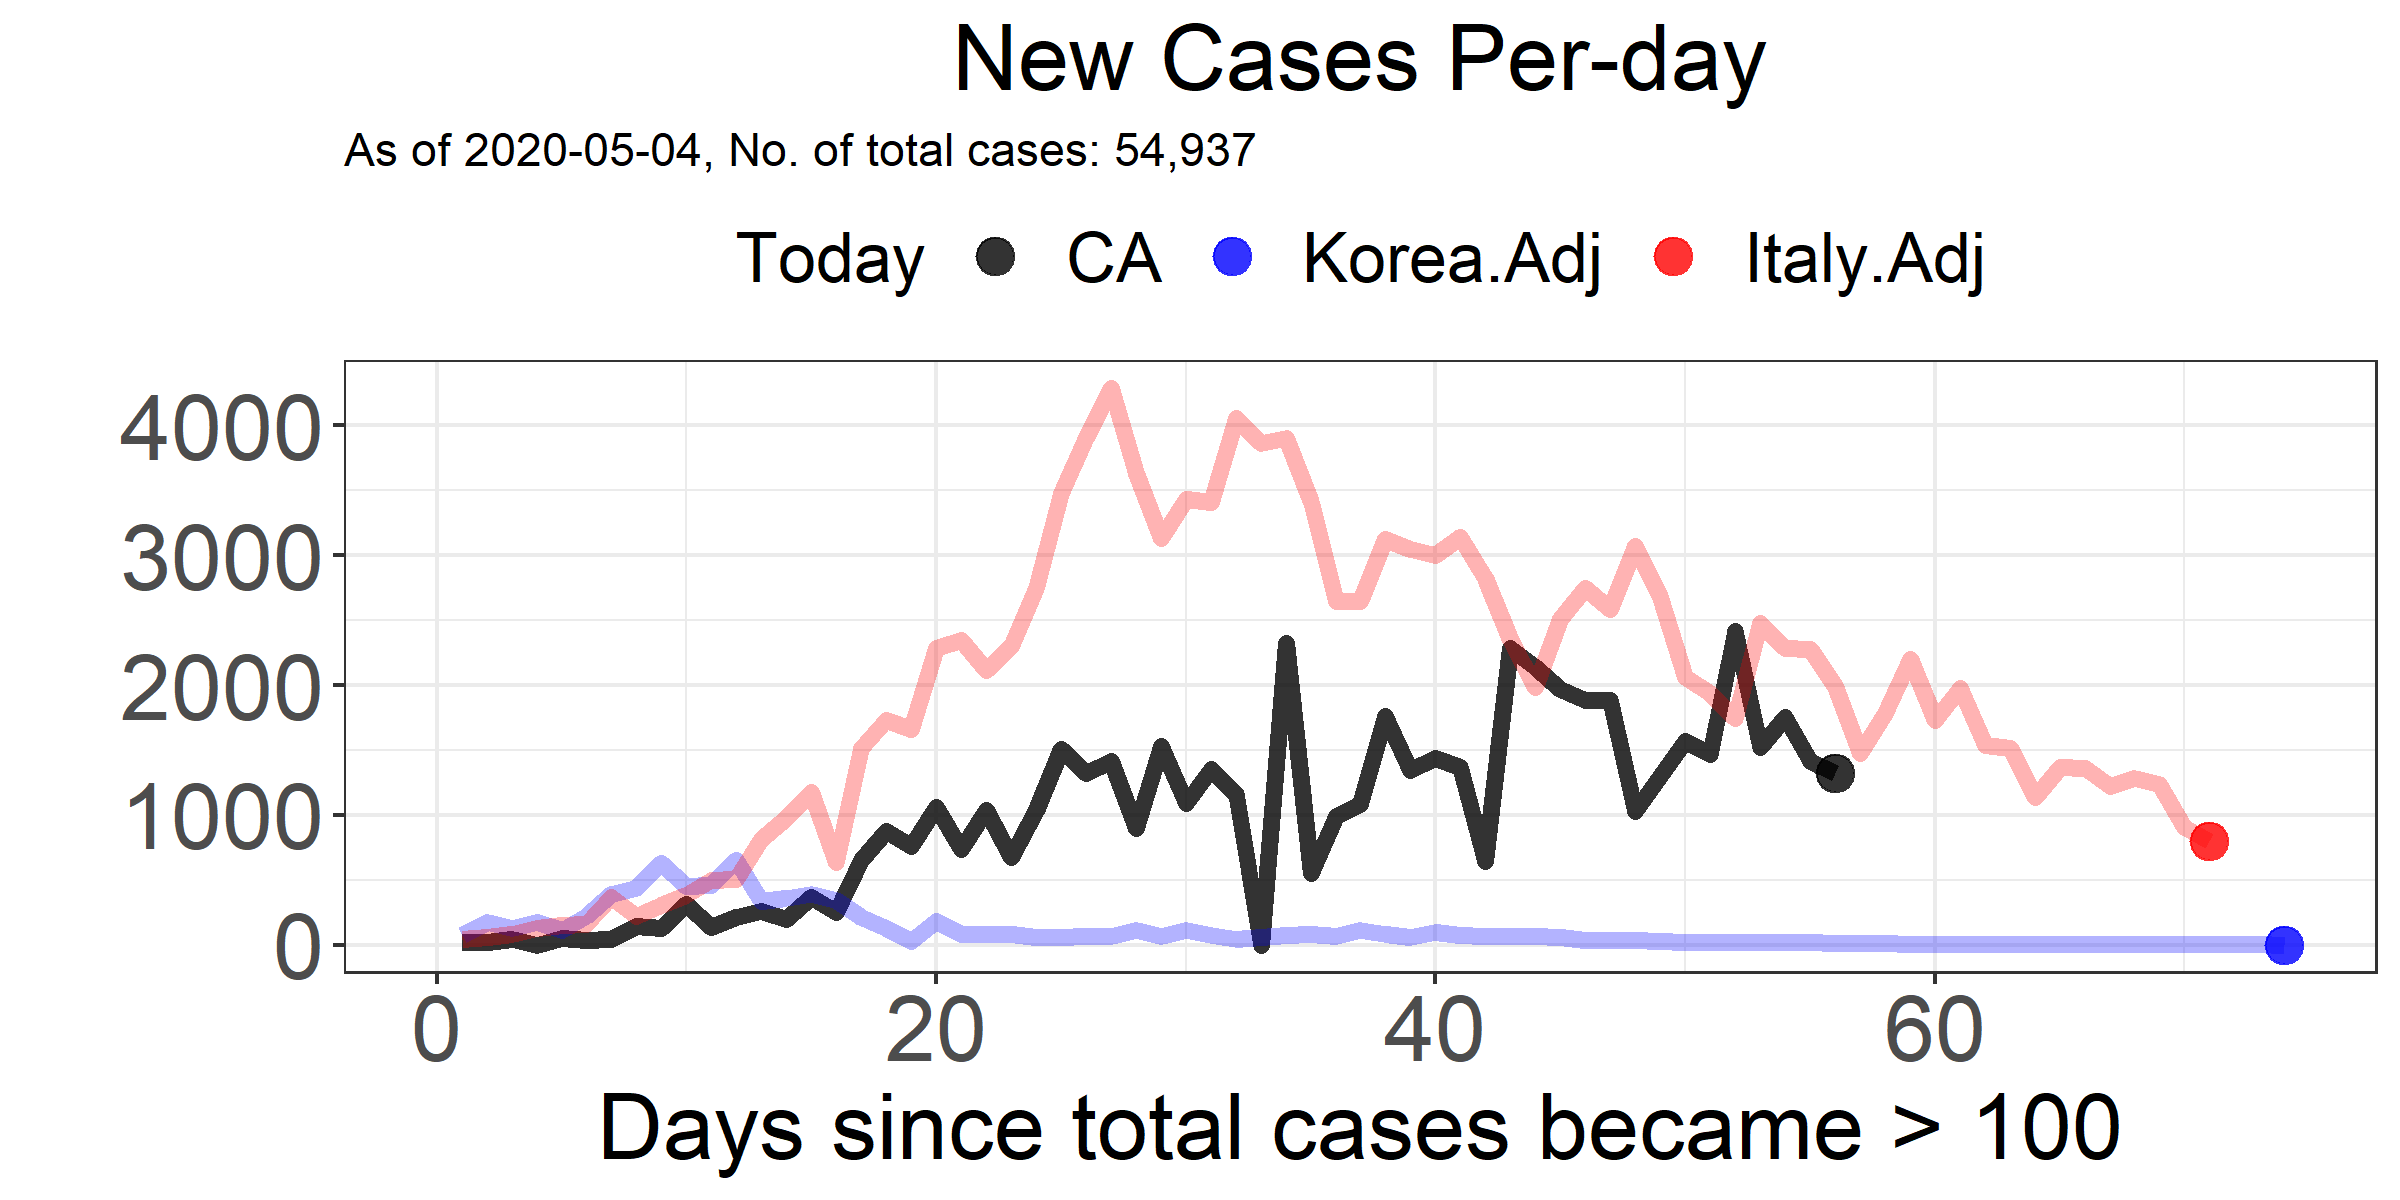 New Cases Per-day
As of 2020-05-04, No. of total cases: 54,937
Today CA Korea.Adj Italy.Adj
4000
3000
2000
1000
0
0 20 40 60
Days since total cases became > 100